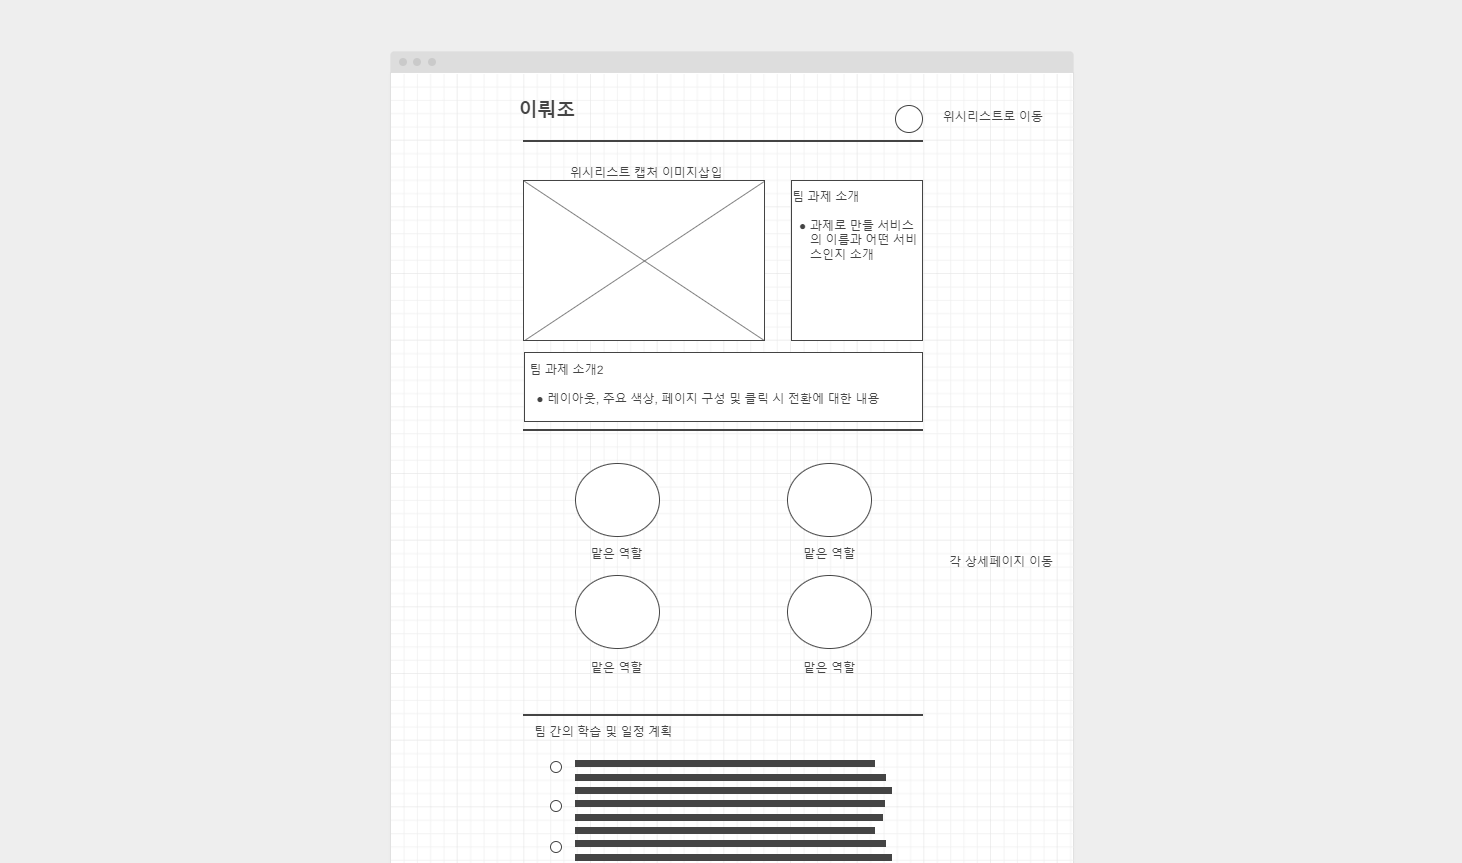 이뤄조
위시리스트로 이동
위시리스트 캡처 이미지삽입
팀 과제 소개
● 과제로 만들 서비스
의 이름과 어떤 서비
스인지 소개
팀 과제 소개2
● 레이아웃, 주요 색상, 페이지 구성 및 클릭 시 전환에 대한 내용
맡은 역할
맡은 역할
각 상세페이지 이동
맡은 역할
맡은 역할
팀 간의 학습 및 일정 계획